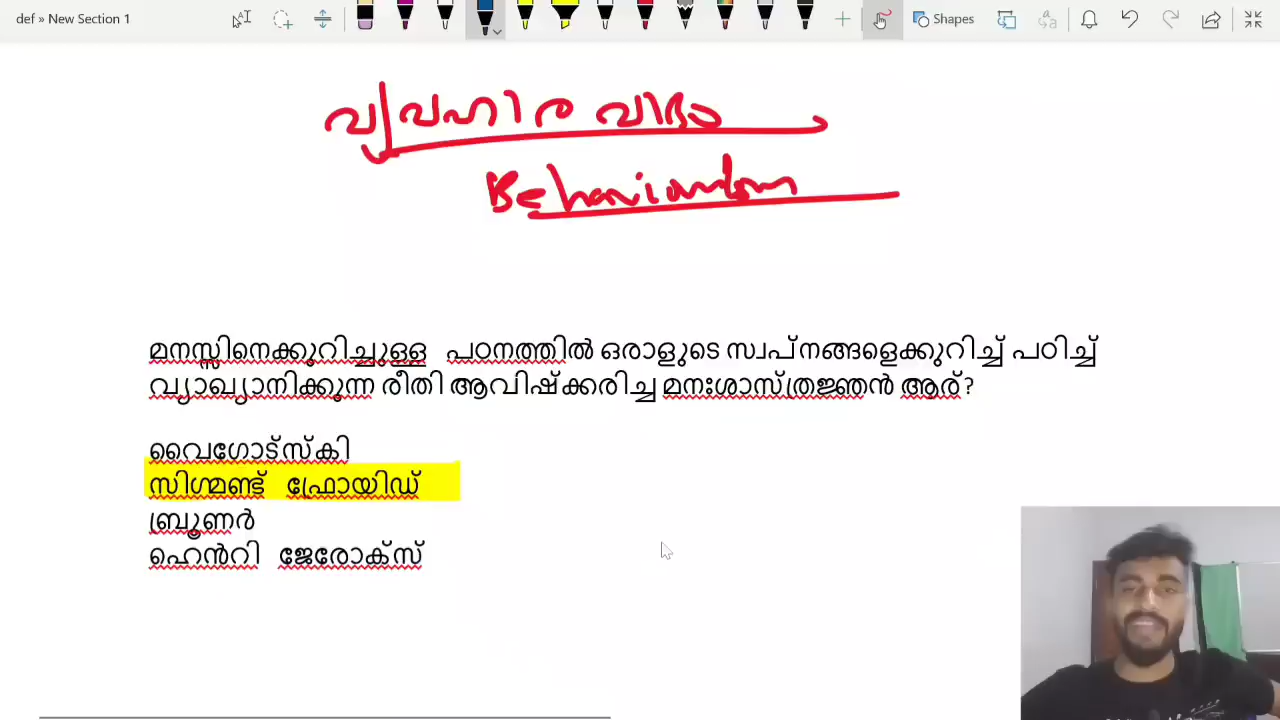 def » New Section 1
Shapes
വ്യവഹാര വാദം
മനസ്സിനെക്കുറിച്ചുള്ള പഠനത്തിൽ ഒരാളുടെ സ്വപ്നങ്ങളെക്കുറിച്ച് പഠിച്ച്
വ്യാഖ്യാനിക്കുന്ന രീതി ആവിഷ്ക്കരിച്ച മനഃശാസ്ത്രജ്ഞൻ ആര്?
വൈഗോട്സ്കി
സിഗ്മണ്ട് ഫ്രോയിഡ്
ബ്രൂണർ
ഹെൻറി ജേരോക്സ്